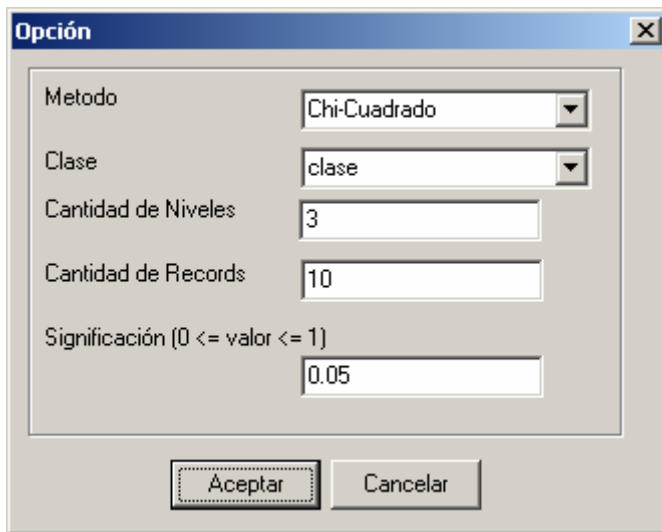 Opción
Metodo Chi-Cuadrado
Clase clase
Cantidad de Niveles 3
Cantidad de Records 10
Significación (0 <= valor <= 1)
0.05
Aceptar Cancelar